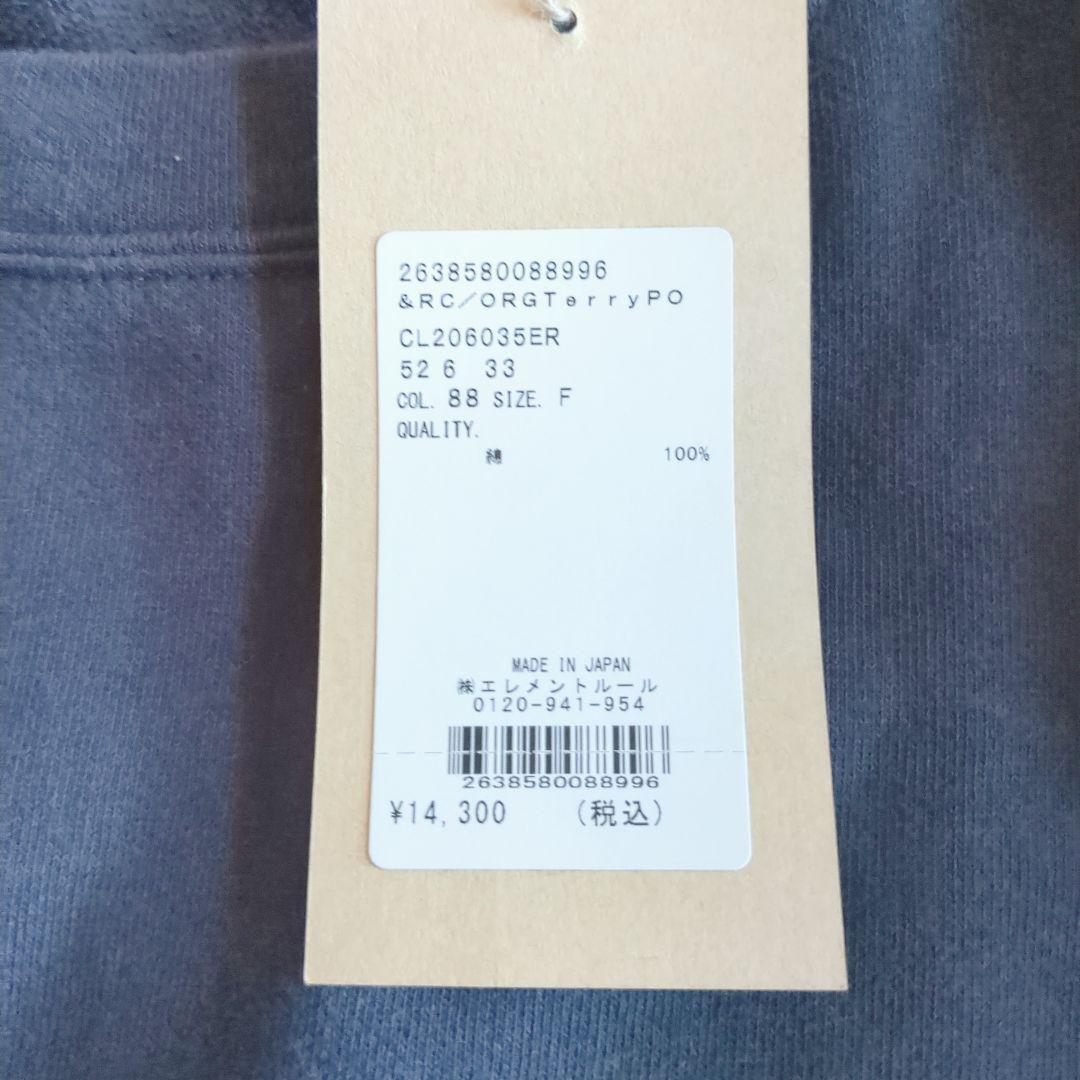 2638580088996
&RC/ORGTerryPO
CL206035ER
52 6 33
COL. 88 SIZE. F
QUALITY.
綿 100%
MADE IN JAPAN
㈱エレメントルール
0120-941-954
2638580088996
¥14,300 (税込)